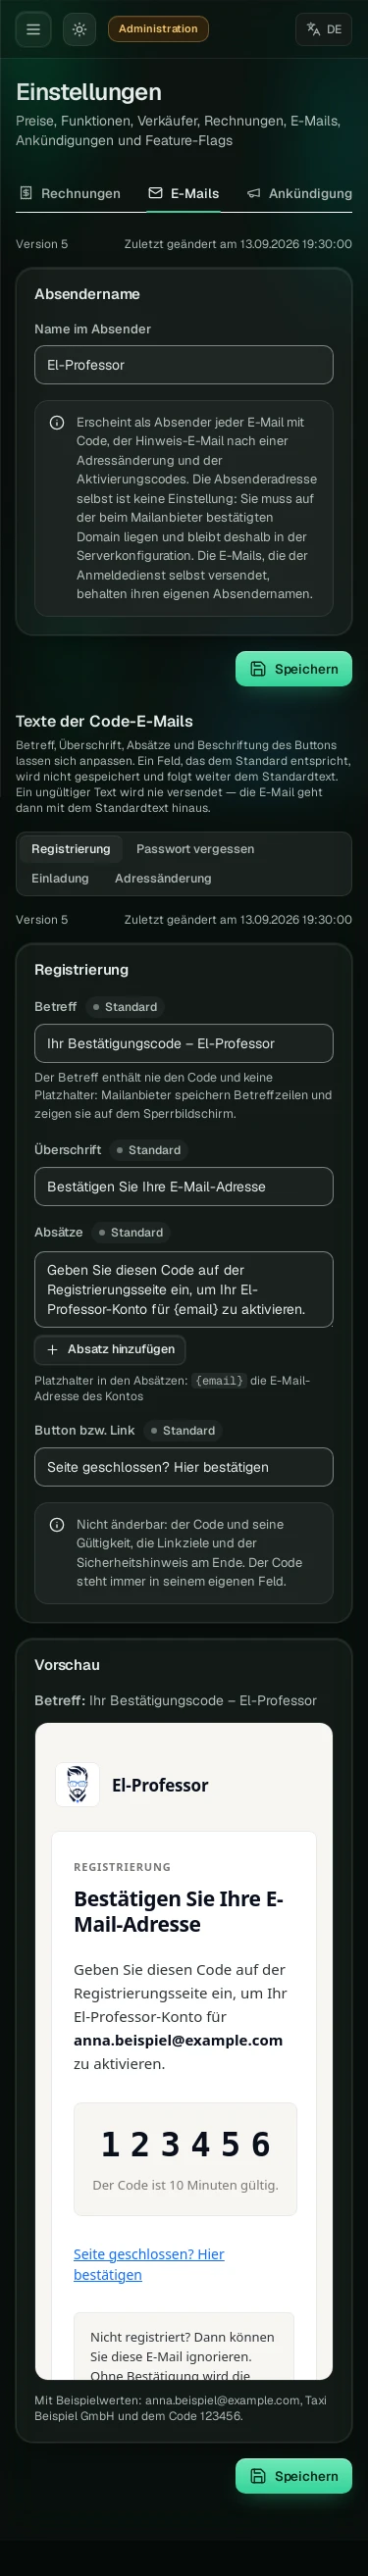 Administration
DE
Einstellungen
Preise, Funktionen, Verkäufer, Rechnungen, E-Mails,
Ankündigungen und Feature-Flags
Rechnungen
E-Mails
Ankündigung
Version 5
Zuletzt geändert am 13.09.2026 19:30:00
Absendername
Name im Absender
El-Professor
Erscheint als Absender jeder E-Mail mit
Code, der Hinweis-E-Mail nach einer
Adressänderung und der
Aktivierungscodes. Die Absenderadresse
selbst ist keine Einstellung: Sie muss auf
der beim Mailanbieter bestätigten
Domain liegen und bleibt deshalb in der
Serverkonfiguration. Die E-Mails, die der
Anmeldedienst selbst versendet,
behalten ihren eigenen Absendernamen.
Speichern
Texte der Code-E-Mails
Betreff, Überschrift, Absätze und Beschriftung des Buttons
lassen sich anpassen. Ein Feld, das dem Standard entspricht,
wird nicht gespeichert und folgt weiter dem Standardtext.
Ein ungültiger Text wird nie versendet — die E-Mail geht
dann mit dem Standardtext hinaus.
Registrierung
Passwort vergessen
Einladung
Adressänderung
Version 5
Zuletzt geändert am 13.09.2026 19:30:00
Registrierung
Betreff
Standard
Ihr Bestätigungscode – El-Professor
Der Betreff enthält nie den Code und keine
Platzhalter: Mailanbieter speichern Betreffzeilen und
zeigen sie auf dem Sperrbildschirm.
Überschrift
Standard
Bestätigen Sie Ihre E-Mail-Adresse
Absätze
Standard
Geben Sie diesen Code auf der
Registrierungsseite ein, um Ihr El-
Professor-Konto für {email} zu aktivieren.
Absatz hinzufügen
Platzhalter in den Absätzen: {email} die E-Mail-
Adresse des Kontos
Button bzw. Link
Standard
Seite geschlossen? Hier bestätigen
Nicht änderbar: der Code und seine
Gültigkeit, die Linkziele und der
Sicherheitshinweis am Ende. Der Code
steht immer in seinem eigenen Feld.
Vorschau
Betreff: Ihr Bestätigungscode – El-Professor
El-Professor
REGISTRIERUNG
Bestätigen Sie Ihre E-
Mail-Adresse
Geben Sie diesen Code auf der
Registrierungsseite ein, um Ihr
El-Professor-Konto für
anna.beispiel@example.com
zu aktivieren.
123456
Der Code ist 10 Minuten gültig.
Seite geschlossen? Hier
bestätigen
Nicht registriert? Dann können
Sie diese E-Mail ignorieren.
Ohne Bestätigung wird die
Mit Beispielwerten: anna.beispiel@example.com, Taxi
Beispiel GmbH und dem Code 123456.
Speichern